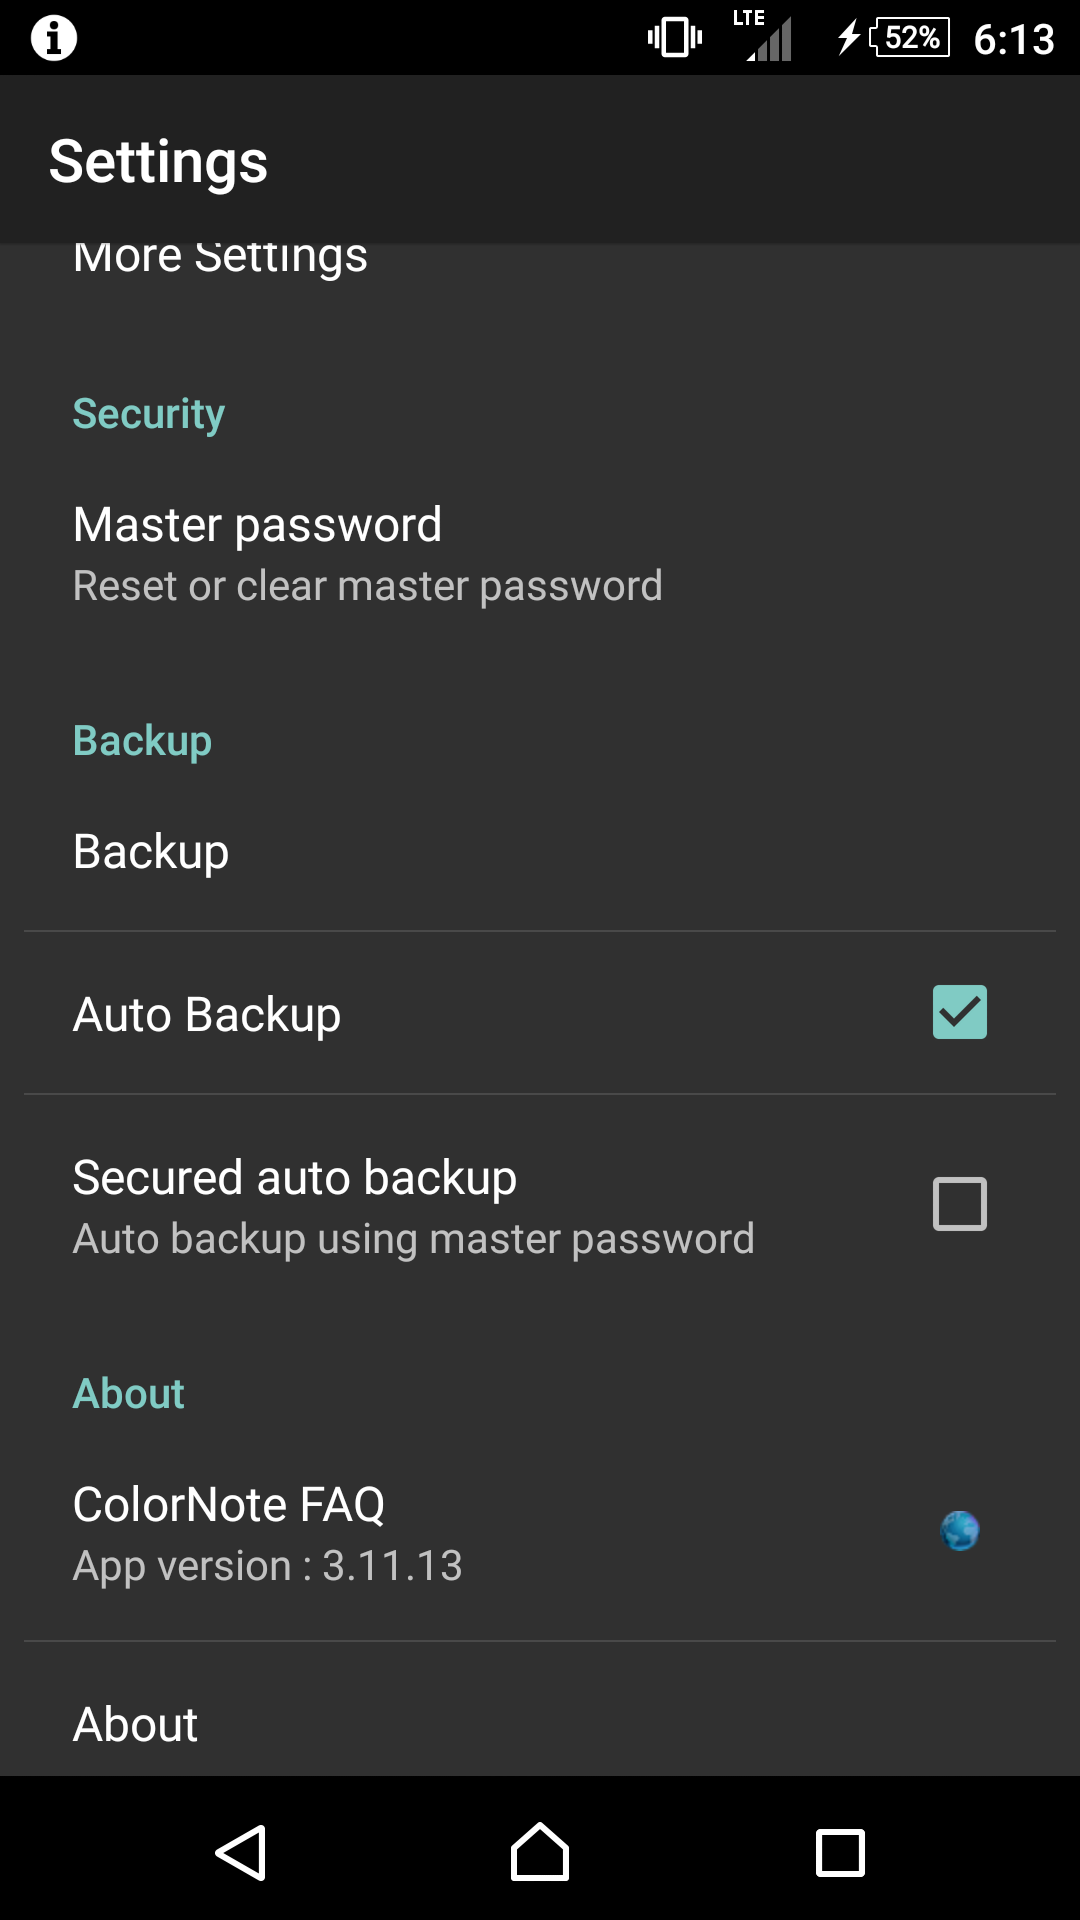 LTE 52% 6:13
Settings
More Settings
Security
Master password
Reset or clear master password
Backup
Backup
Auto Backup
Secured auto backup
Auto backup using master password
About
ColorNote FAQ
App version : 3.11.13
About